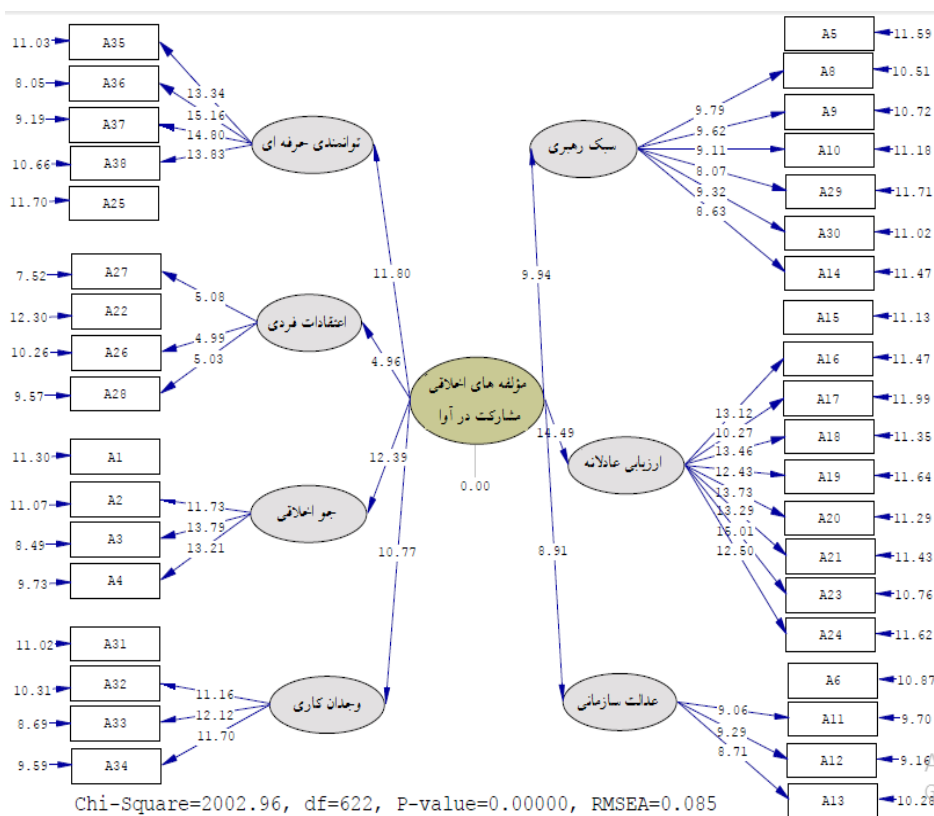 11.03
A35
8.05
A36
9.19
A37
10.66
A38
11.70
A25
13.34
15.16
14.80
13.83
توانمندی حرفه ای
11.80
7.52
A27
12.30
A22
10.26
A26
9.57
A28
5.08
4.99
5.03
اعتقادات فردی
4.96
11.30
A1
11.07
A2
8.49
A3
9.73
A4
11.73
13.79
13.21
جو اخلاقی
12.39
11.02
A31
10.31
A32
8.69
A33
9.59
A34
11.16
12.12
11.70
وجدان کاری
10.77
مؤلفه های اخلاقی
مشارکت در آوا
0.00
9.94
سبک رهبری
9.79
9.62
9.11
8.07
9.32
8.63
A5
11.59
A8
10.51
A9
10.72
A10
11.18
A29
11.71
A30
11.02
A14
11.47
14.49
ارزیابی عادلانه
13.12
10.27
13.46
12.43
13.73
13.29
15.01
12.50
A15
11.13
A16
11.47
A17
11.99
A18
11.35
A19
11.64
A20
11.29
A21
11.43
A23
10.76
A24
11.62
8.91
عدالت سازمانی
9.06
9.29
8.71
A6
10.87
A11
9.70
A12
9.16
A13
10.28
Chi-Square=2002.96, df=622, P-value=0.00000, RMSEA=0.085